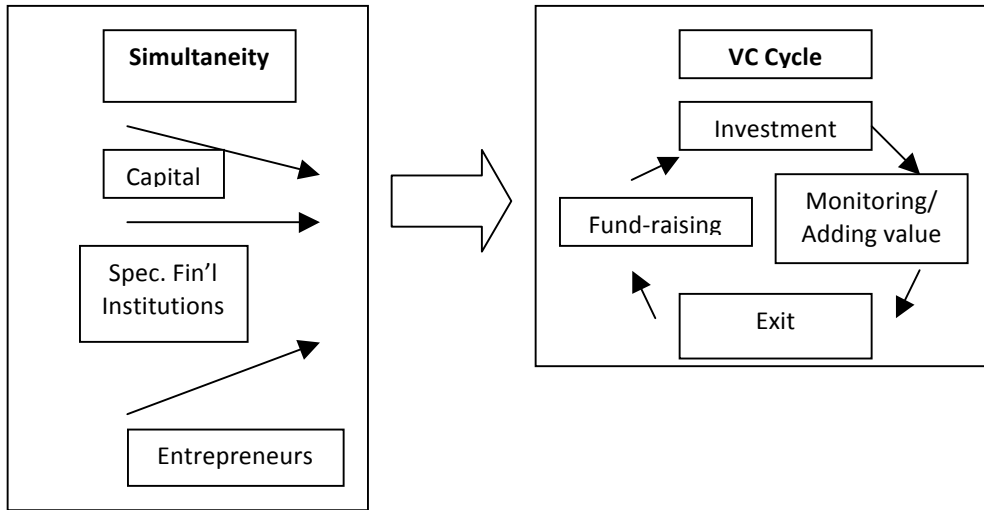 Simultaneity
Capital
Spec. Fin'l
Institutions
Entrepreneurs
VC Cycle
Investment
Monitoring/
Adding value
Fund-raising
Exit